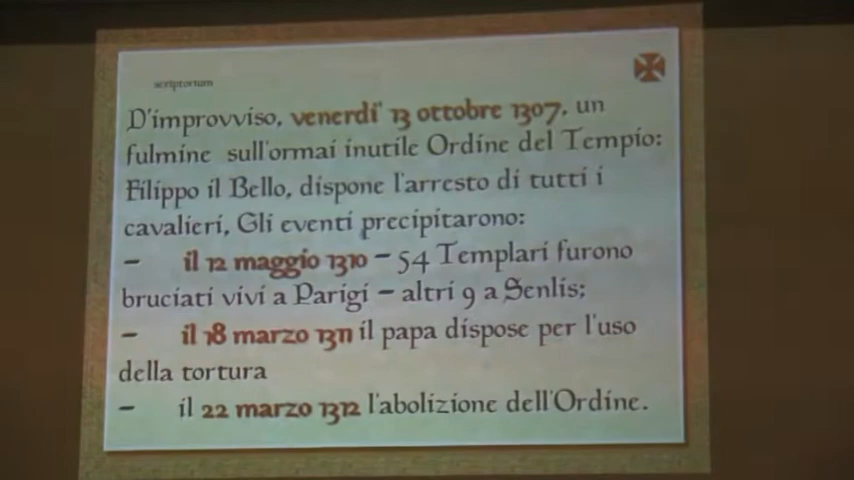 scriptorium
D'improvviso, venerdi' 13 ottobre 1307, un
fulmine sull'ormai inutile Ordine del Tempio:
Filippo il Bello, dispone l'arresto di tutti i
cavalieri, Gli eventi precipitarono:
– il 12 maggio 1310 – 54 Templari furono
bruciati vivi a Parigi – altri 9 a Senlis;
– il 18 marzo 1311 il papa dispose per l'uso
della tortura
– il 22 marzo 1312 l'abolizione dell'Ordine.